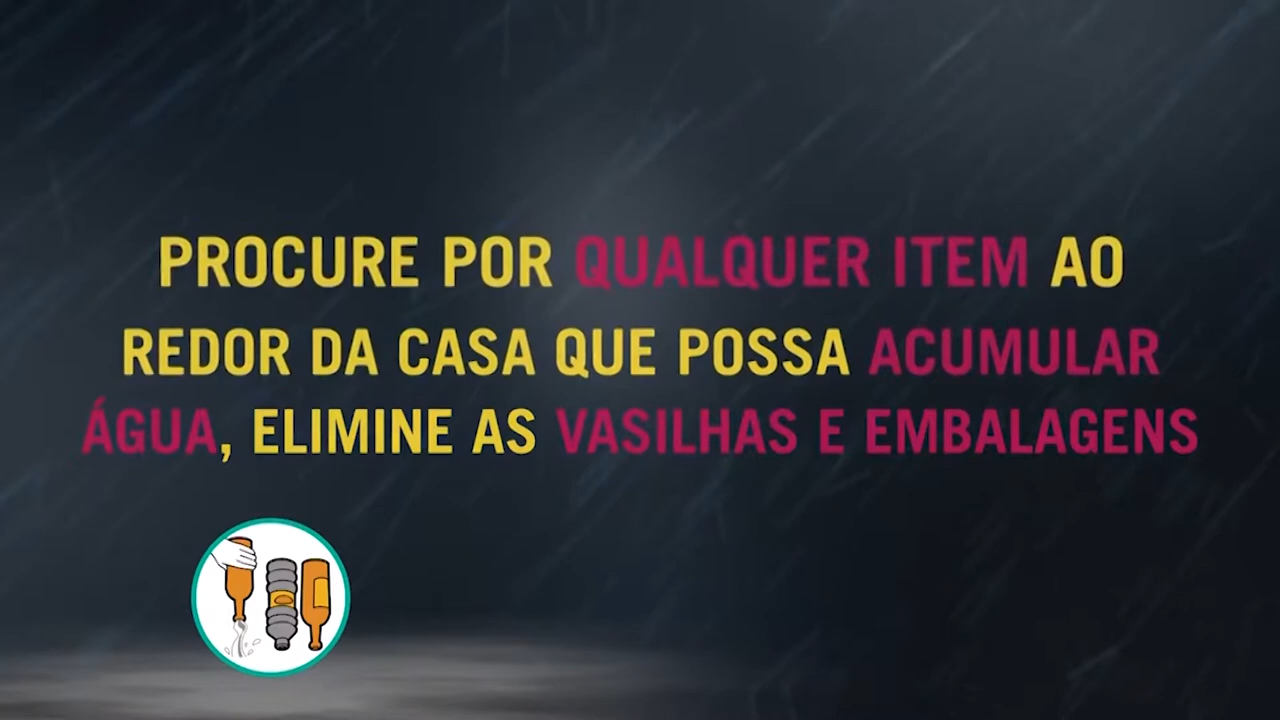 PROCURE POR QUALQUER ITEM AO
REDOR DA CASA QUE POSSA ACUMULAR
ÁGUA, ELIMINE AS VASILHAS E EMBALAGENS